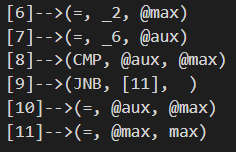 [6]-->(=, _2, @max)
[7]-->(=, _6, @aux)
[8]-->(CMP, @aux, @max)
[9]-->(JNB, [11],  )
[10]-->(=, @aux, @max)
[11]-->(=, @max, max)